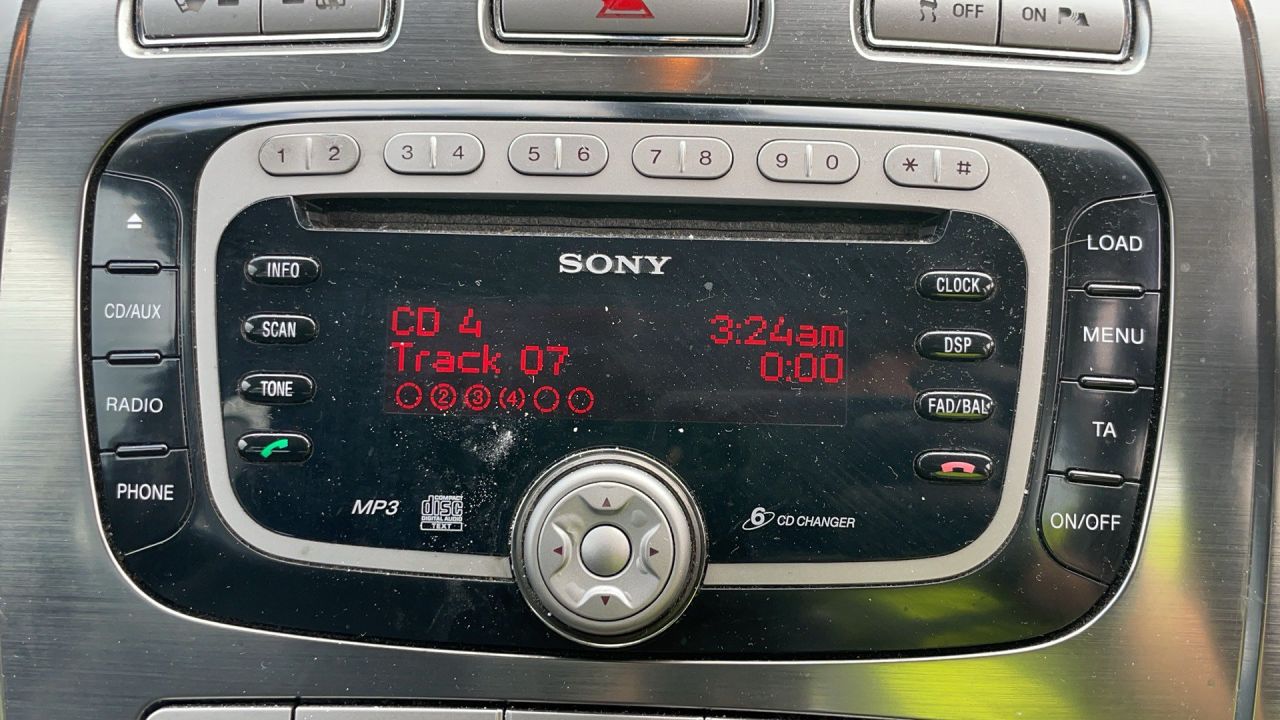 OFF
ON
1 2
3 4
5 6
7 8
9 0
* #
LOAD
CD/AUX
INFO
SONY
CLOCK
SCAN
CD 4
3:24am
DSP
MENU
Track 07
0:00
RADIO
TONE
2 3 (4)
FAD/BAL
TA
PHONE
MP3
COMPACT
disc
DIGITAL AUDIO
TEXT
6 CD CHANGER
ON/OFF